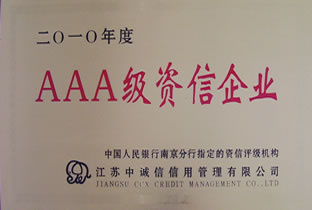 二〇一〇年度
AAA级资信企业
中国人民银行南京分行指定的资信评级机构
江苏中诚信信用管理有限公司
JIANGSU CCX CREDIT MANAGEMENT CO.,LTD